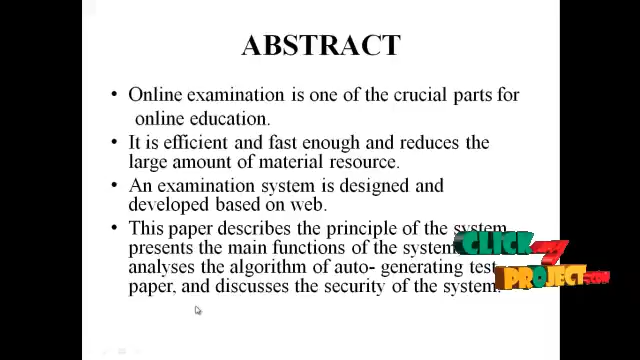 ABSTRACT
• Online examination is one of the crucial parts for
online education.
• It is efficient and fast enough and reduces the
large amount of material resource.
• An examination system is designed and
developed based on web.
• This paper describes the principle of the system
presents the main functions of the system
analyses the algorithm of auto- generating test
paper, and discusses the security of the system.
CLICK MY
PROJECT.COM